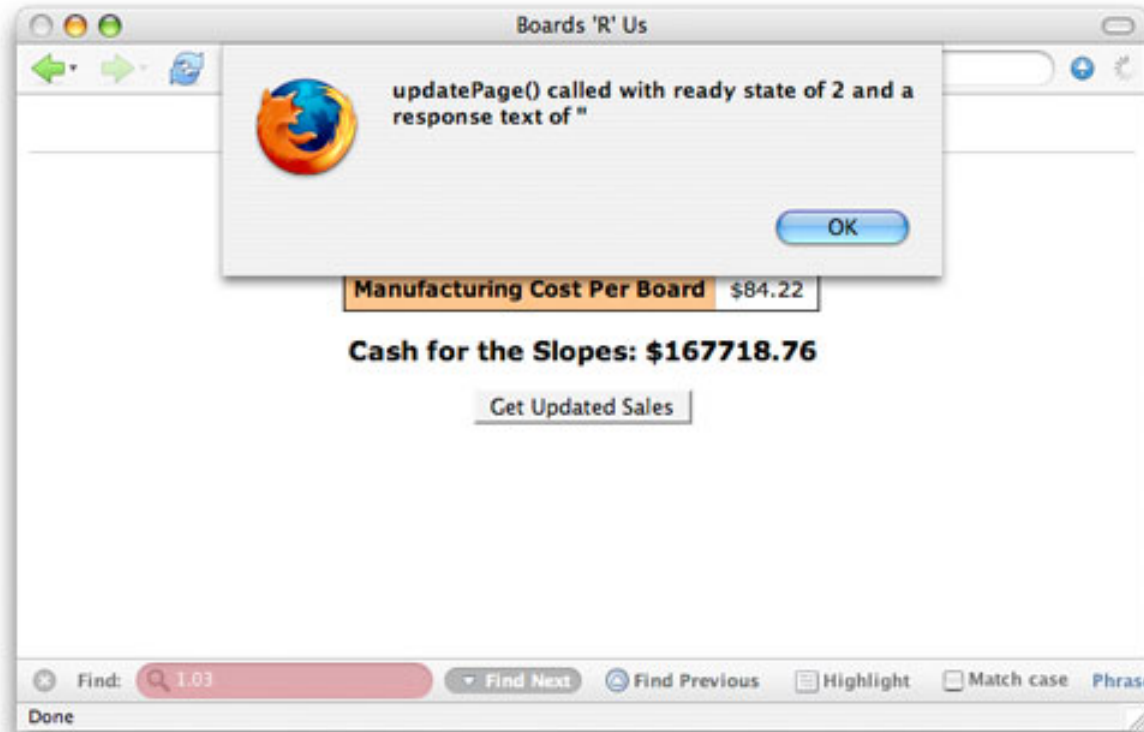 Boards 'R' Us
updatePage() called with ready state of 2 and a
response text of "
OK
Manufacturing Cost Per Board $84.22
Cash for the Slopes: $167718.76
Get Updated Sales
Find: 1.03 Find Next Find Previous Highlight Match case Phras
Done